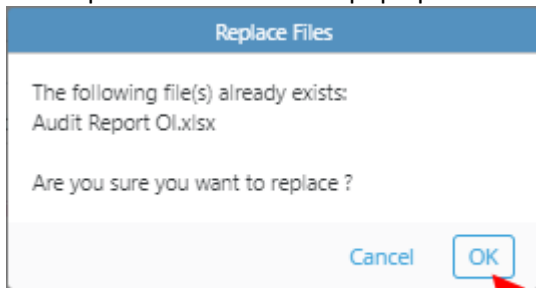 Replace Files
The following file(s) already exists:
Audit Report OI.xlsx
Are you sure you want to replace ?
Cancel
OK